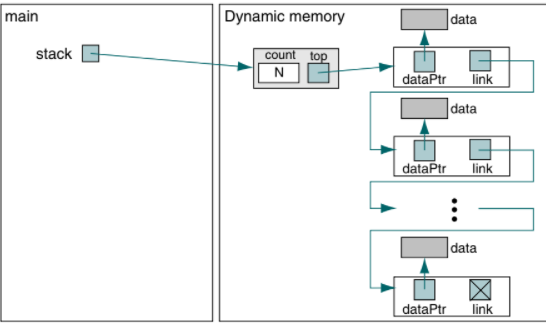 main
Dynamic memory
data
stack
count top
N
dataPtr link
data
dataPtr link
data
dataPtr link